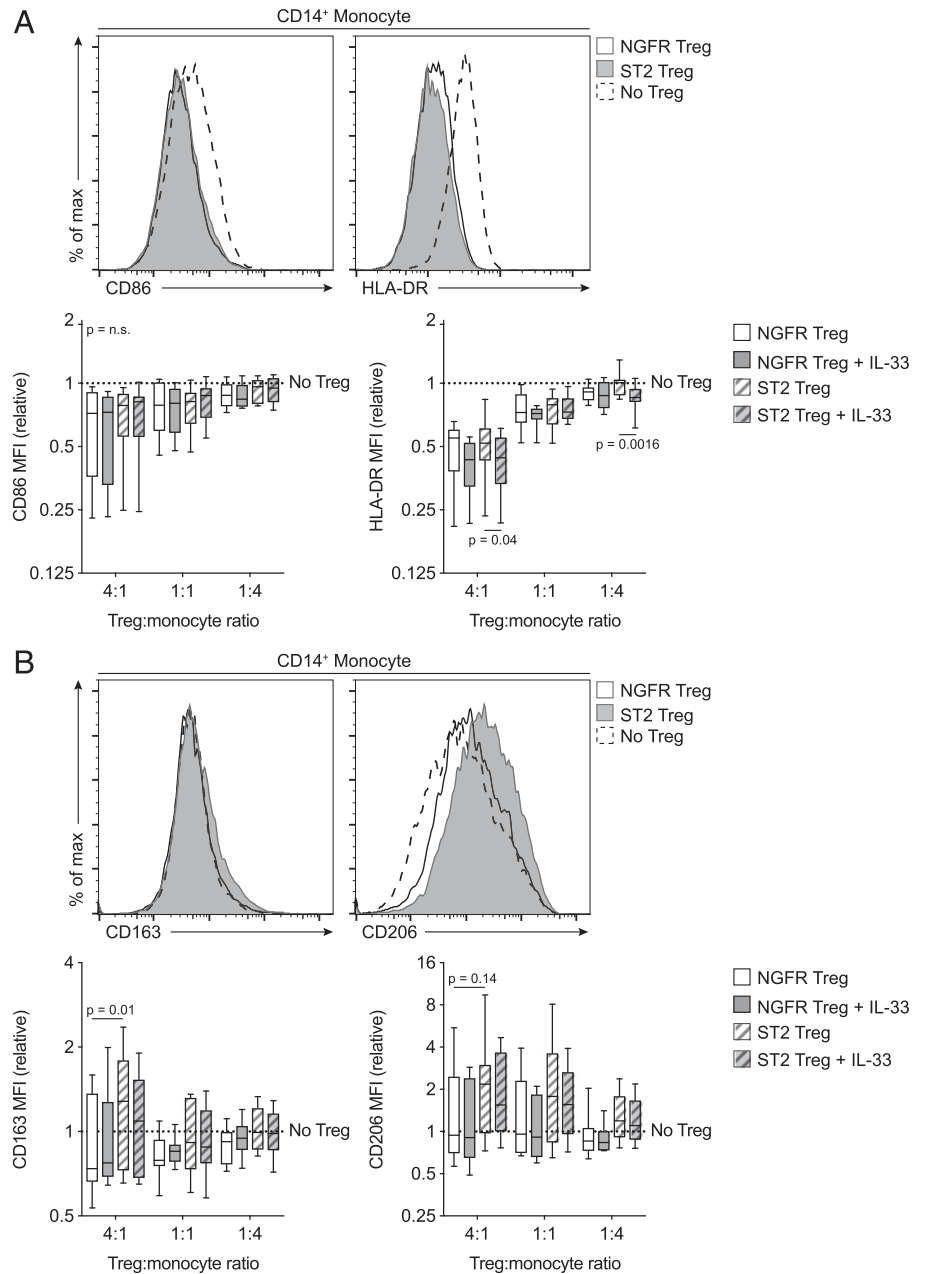 A
CD14⁺ Monocyte
NGFR Treg
ST2 Treg
No Treg
% of max
CD86
HLA-DR
2
1
0.5
0.25
0.125
CD86 MFI (relative)
p = n.s.
No Treg
4:1 1:1 1:4
Treg:monocyte ratio
2
1
0.5
0.25
0.125
HLA-DR MFI (relative)
No Treg
p = 0.0016
p = 0.04
4:1 1:1 1:4
Treg:monocyte ratio
NGFR Treg
NGFR Treg + IL-33
ST2 Treg
ST2 Treg + IL-33
B
CD14⁺ Monocyte
NGFR Treg
ST2 Treg
No Treg
% of max
CD163
CD206
4
2
1
0.5
CD163 MFI (relative)
p = 0.01
No Treg
4:1 1:1 1:4
Treg:monocyte ratio
16
8
4
2
1
0.5
0.25
CD206 MFI (relative)
p = 0.14
No Treg
4:1 1:1 1:4
Treg:monocyte ratio
NGFR Treg
NGFR Treg + IL-33
ST2 Treg
ST2 Treg + IL-33